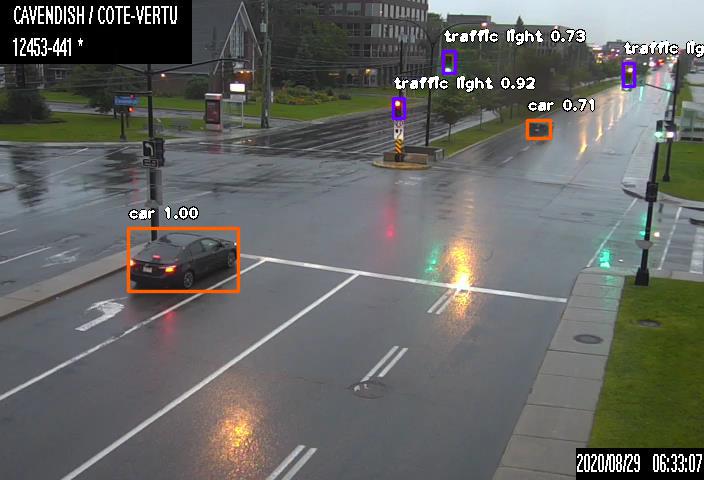 CAVENDISH / COTE-VERTU
12453-441 *
traffic light 0.73
traffic lig
traffic light 0.92
car 0.71
car 1.00
2020/08/29 06:33:07